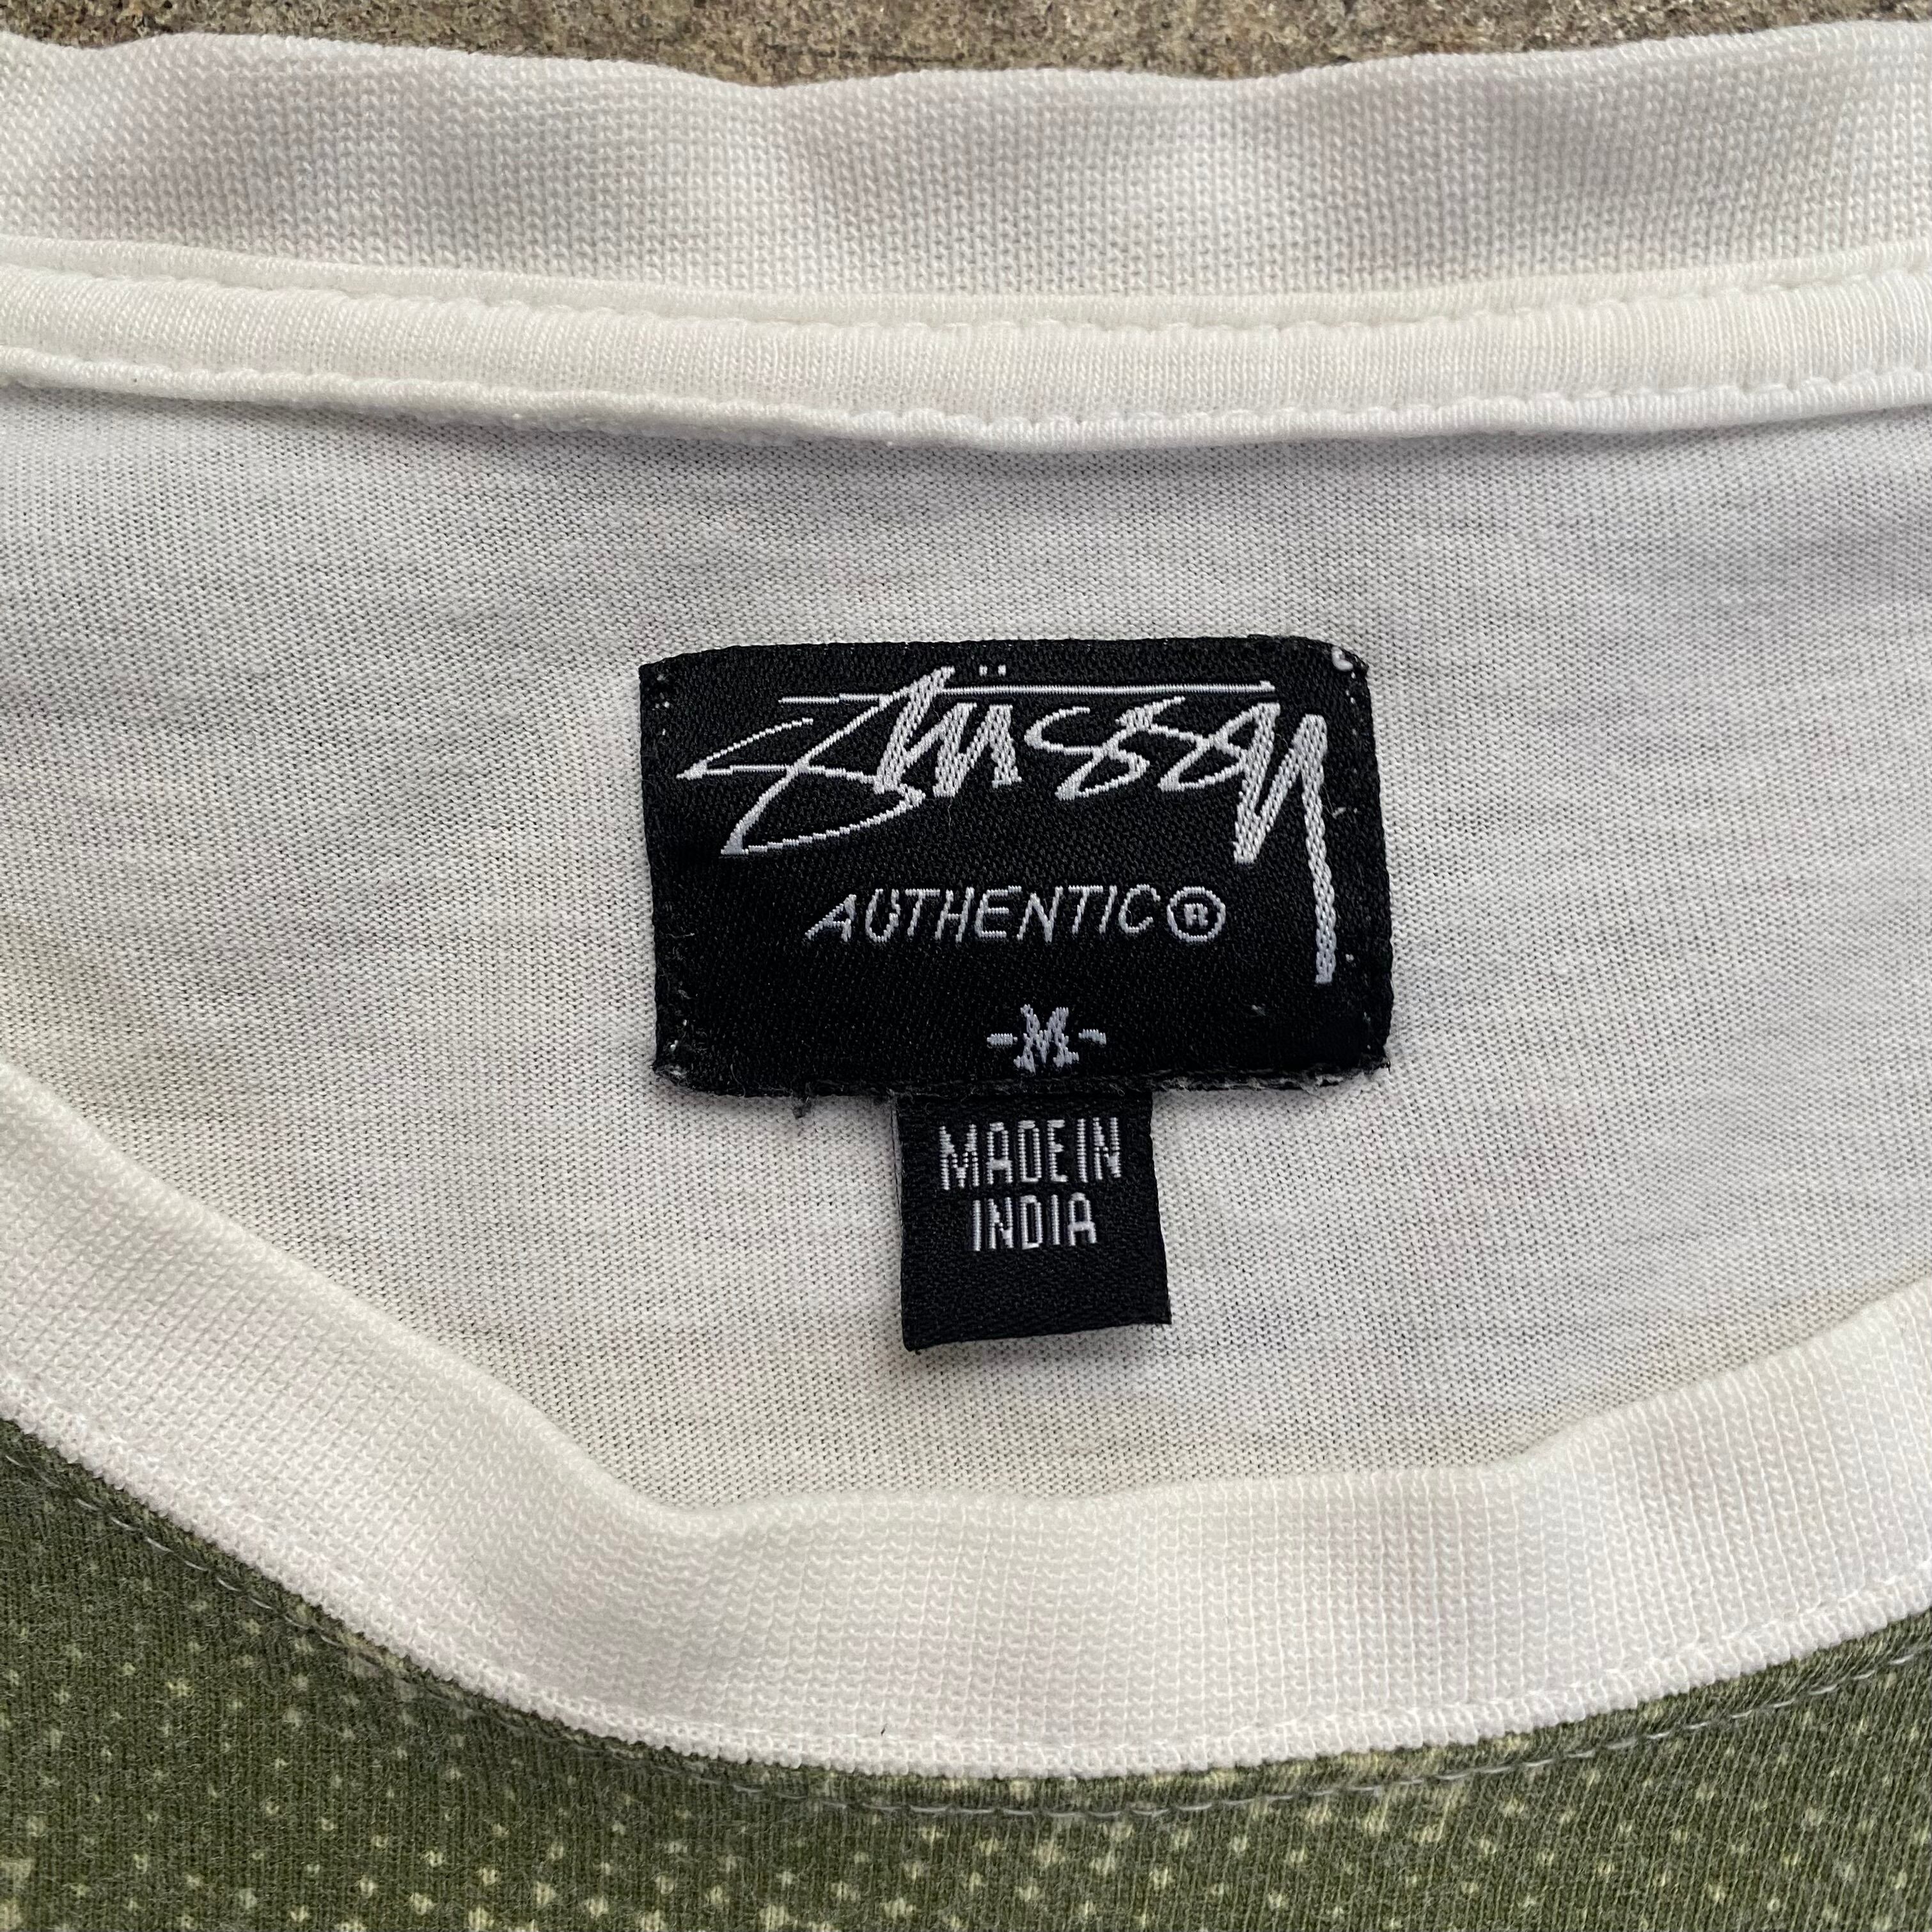 Stüssy
AUTHENTIC®
-M-
MADE IN
INDIA